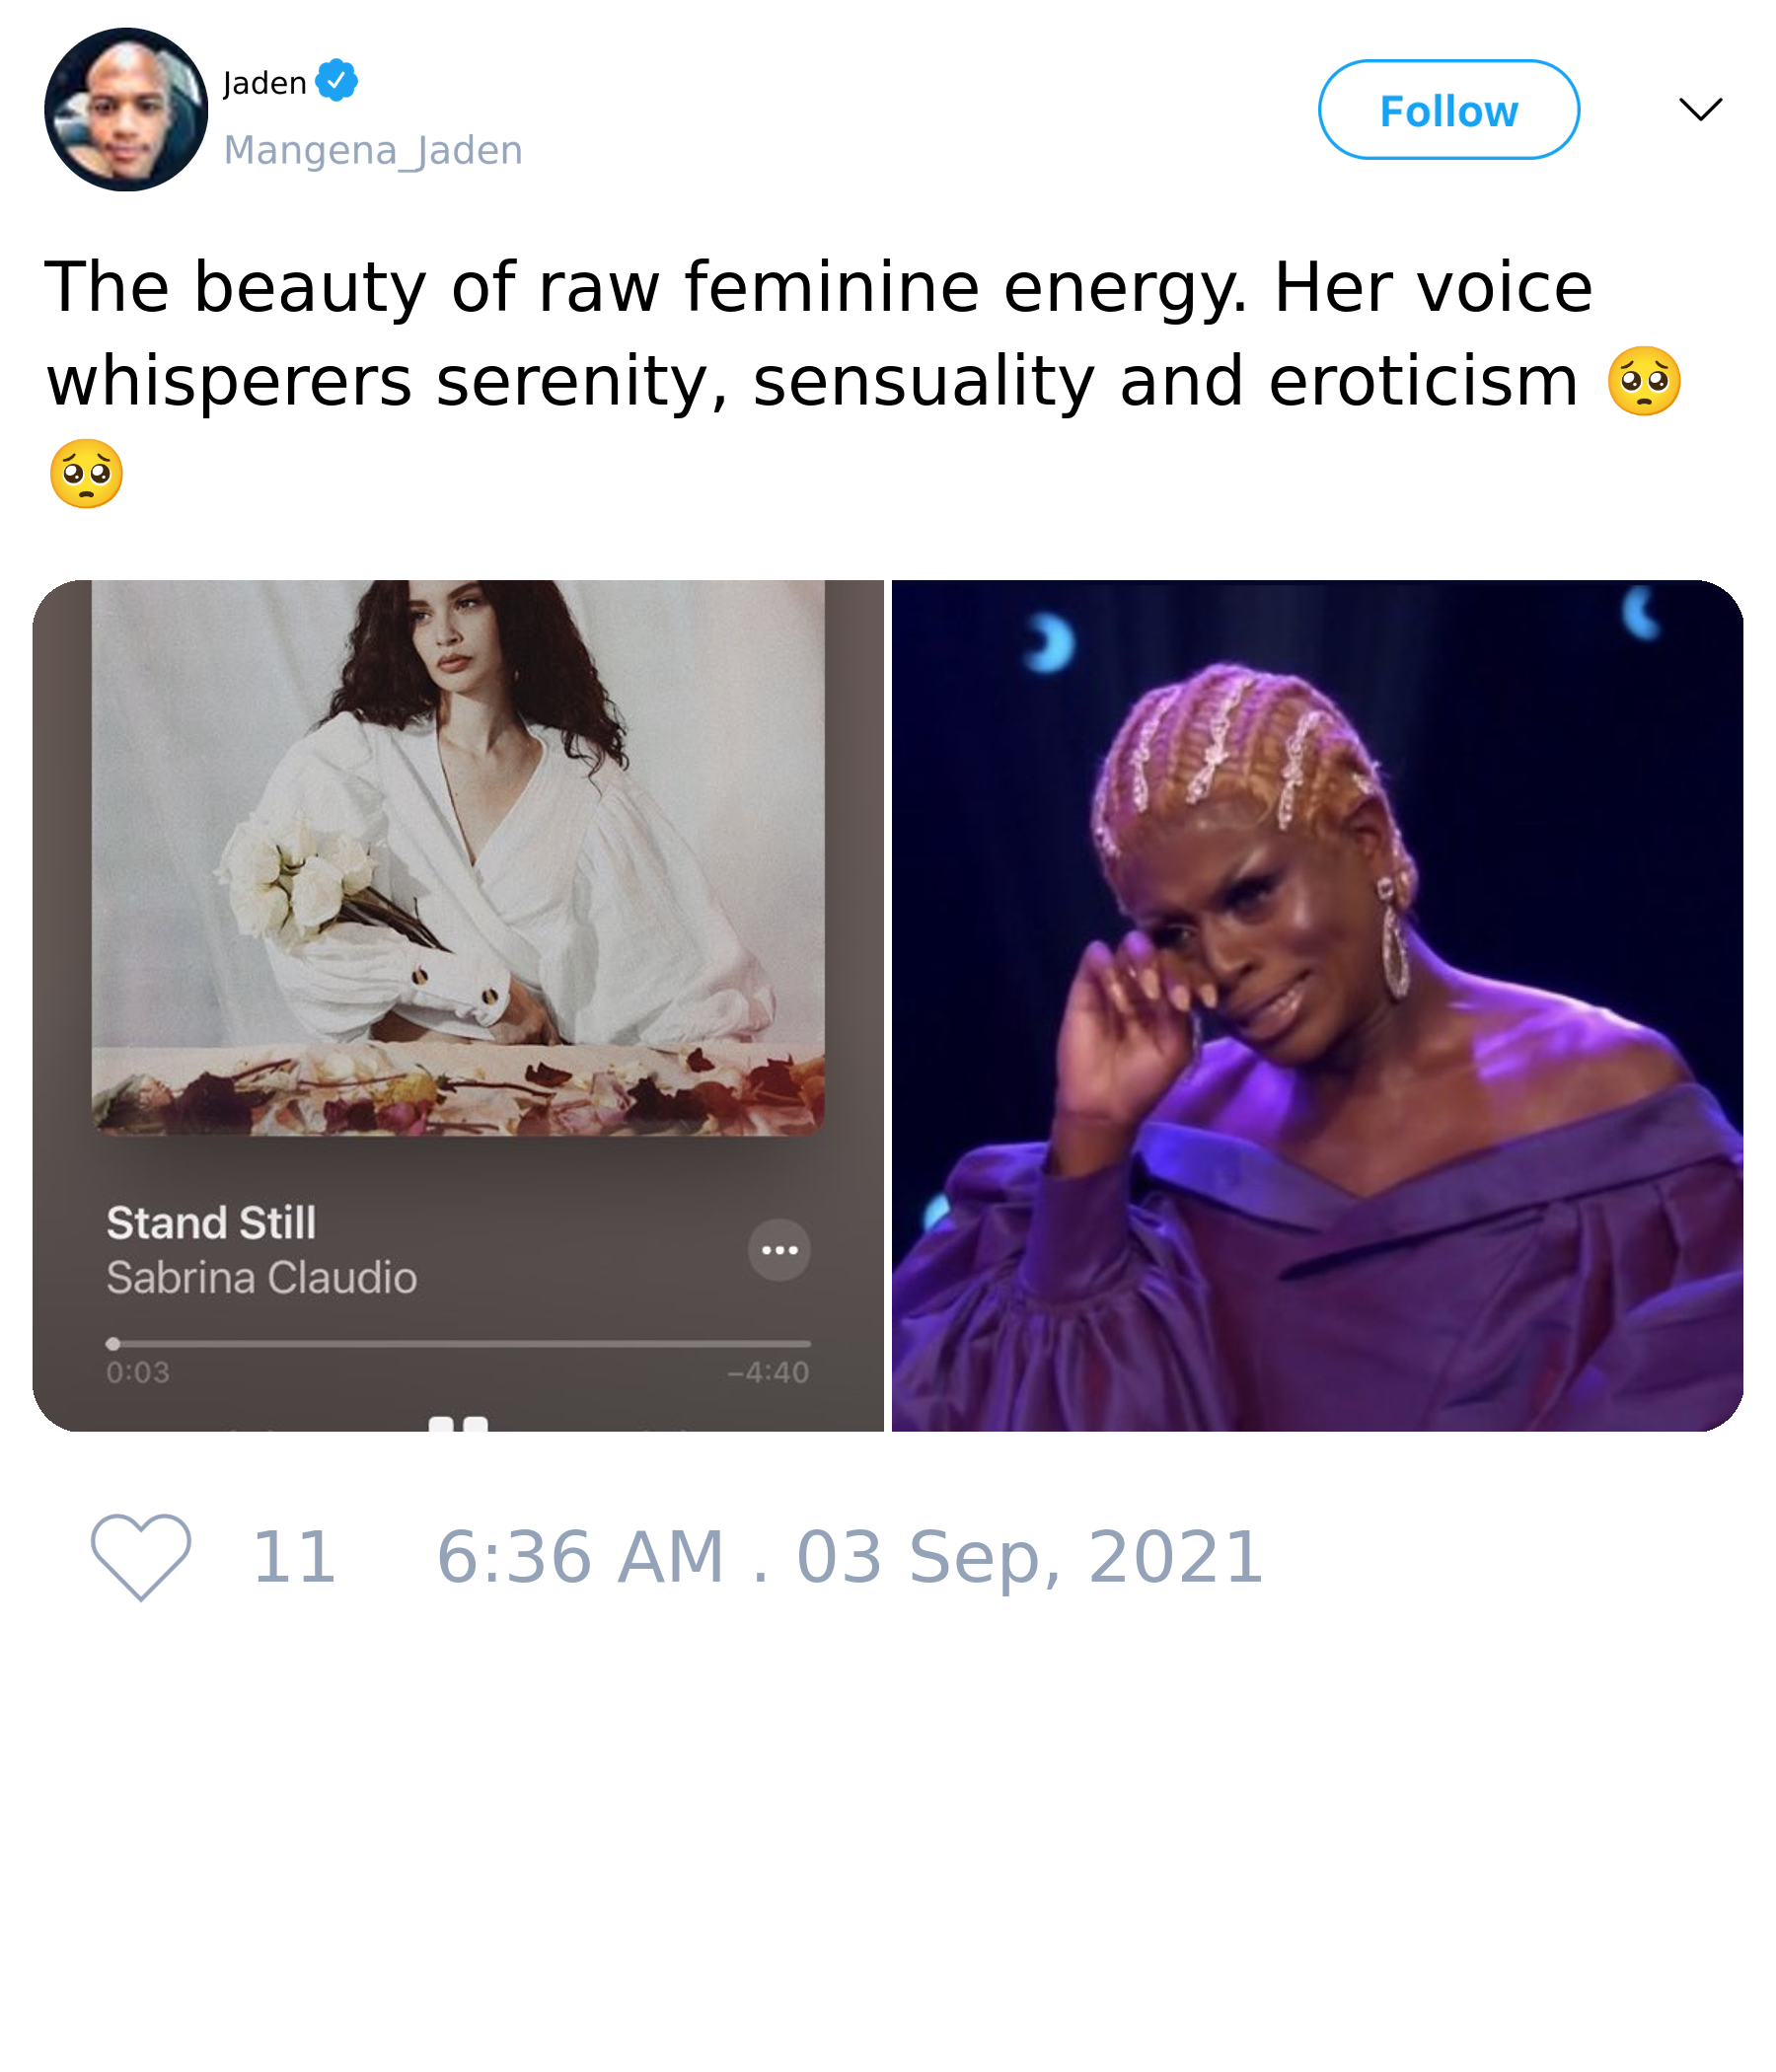 Jaden
Mangena_Jaden
Follow
The beauty of raw feminine energy. Her voice
whisperers serenity, sensuality and eroticism 🥺
🥺
Stand Still
Sabrina Claudio
0:03
−4:40
11
6:36 AM . 03 Sep, 2021